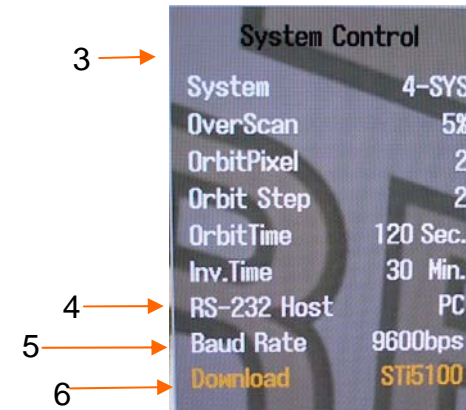 System Control
3
System 4-SYS
OverScan 5%
OrbitPixel 2
Orbit Step 2
OrbitTime 120 Sec.
Inv.Time 30 Min.
4 RS-232 Host PC
5 Baud Rate 9600bps
6 Download STi5100